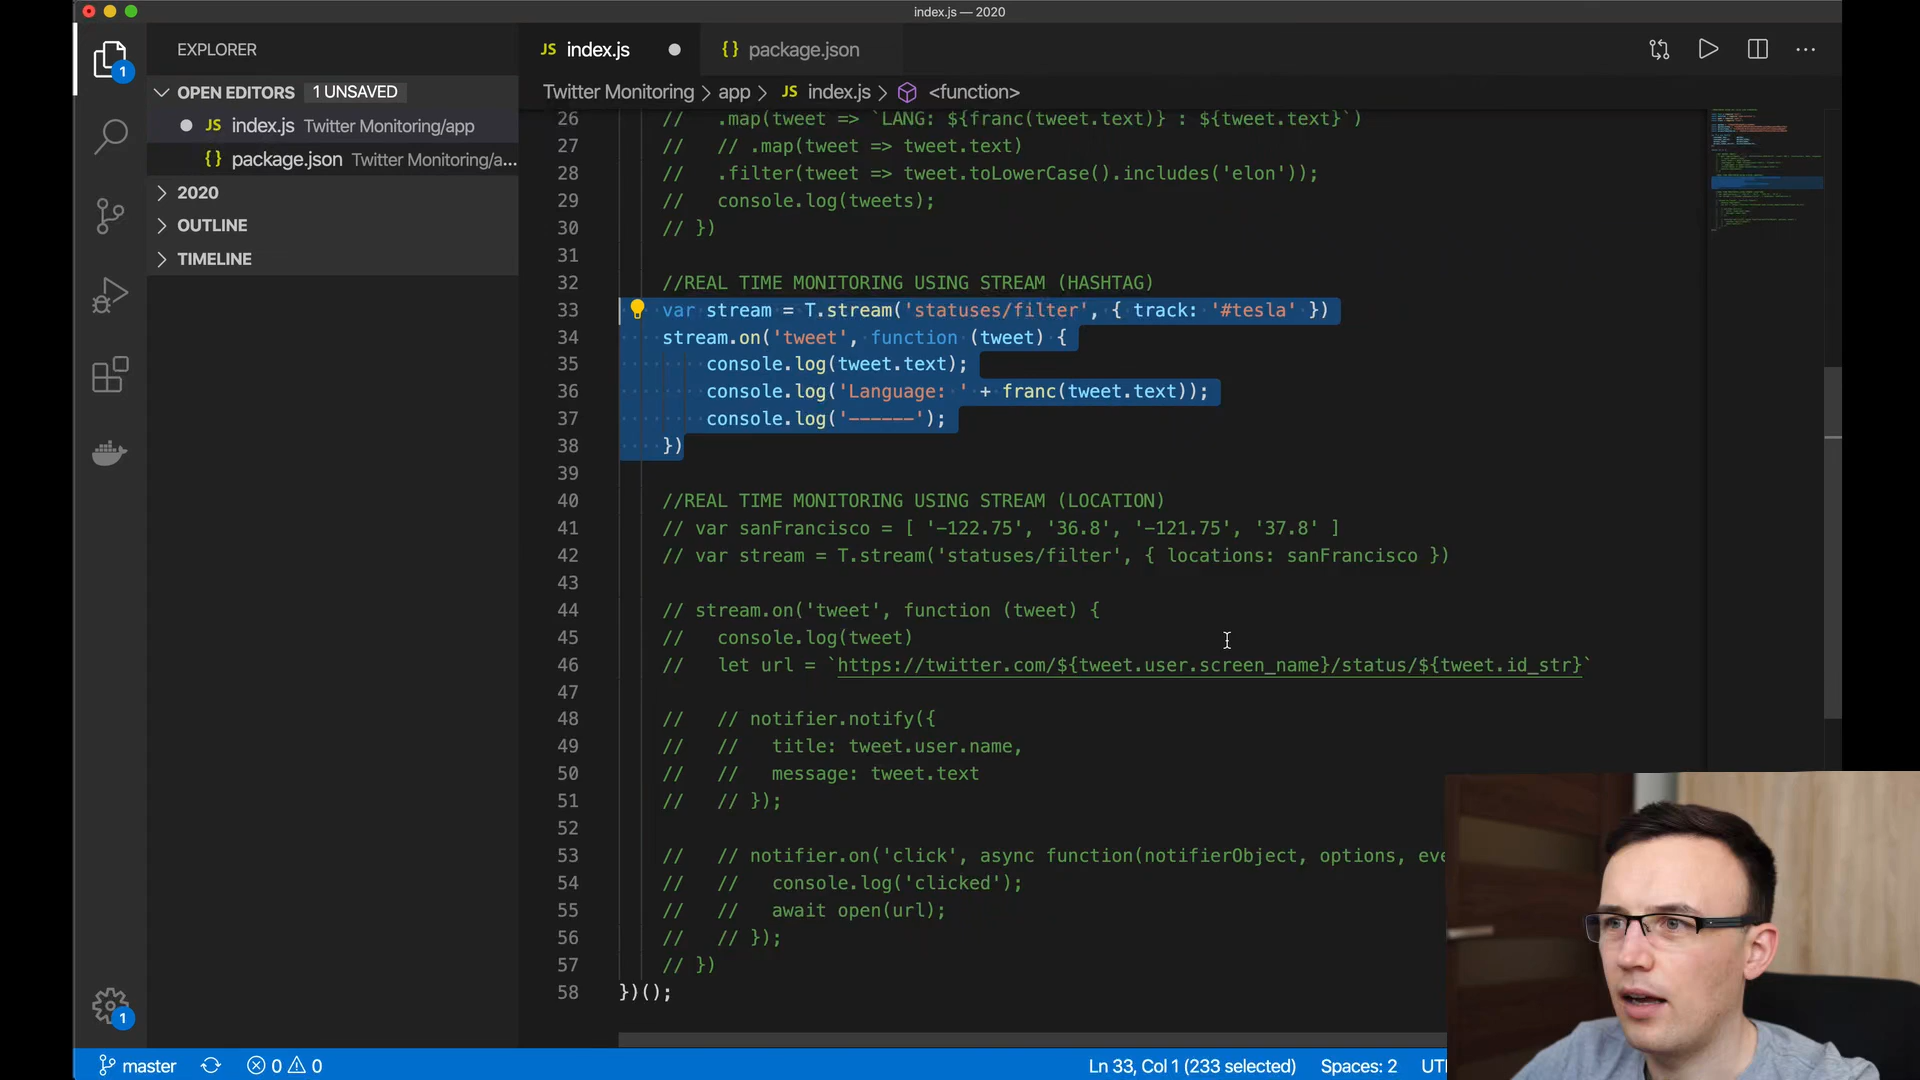 index.js — 2020
EXPLORER
JS index.js
{} package.json
OPEN EDITORS 1 UNSAVED
JS index.js Twitter Monitoring/app
{} package.json Twitter Monitoring/a...
2020
OUTLINE
TIMELINE
1
1
Twitter Monitoring > app > JS index.js > <function>
26 // .map(tweet => `LANG: ${franc(tweet.text)} : ${tweet.text}`)
27 // // .map(tweet => tweet.text)
28 // .filter(tweet => tweet.toLowerCase().includes('elon'));
29 // console.log(tweets);
30 // })
31
32 //REAL TIME MONITORING USING STREAM (HASHTAG)
33 var stream = T.stream('statuses/filter', { track: '#tesla' })
34 stream.on('tweet', function (tweet) {
35 console.log(tweet.text);
36 console.log('Language: ' + franc(tweet.text));
37 console.log('------');
38 })
39
40 //REAL TIME MONITORING USING STREAM (LOCATION)
41 // var sanFrancisco = [ '-122.75', '36.8', '-121.75', '37.8' ]
42 // var stream = T.stream('statuses/filter', { locations: sanFrancisco })
43
44 // stream.on('tweet', function (tweet) {
45 // console.log(tweet)
46 // let url = `https://twitter.com/${tweet.user.screen_name}/status/${tweet.id_str}`
47
48 // // notifier.notify({
49 // // title: tweet.user.name,
50 // // message: tweet.text
51 // // });
52
53 // // notifier.on('click', async function(notifierObject, options, eve
54 // // console.log('clicked');
55 // // await open(url);
56 // // });
57 // })
58 })();
master 0 0 Ln 33, Col 1 (233 selected) Spaces: 2 UT